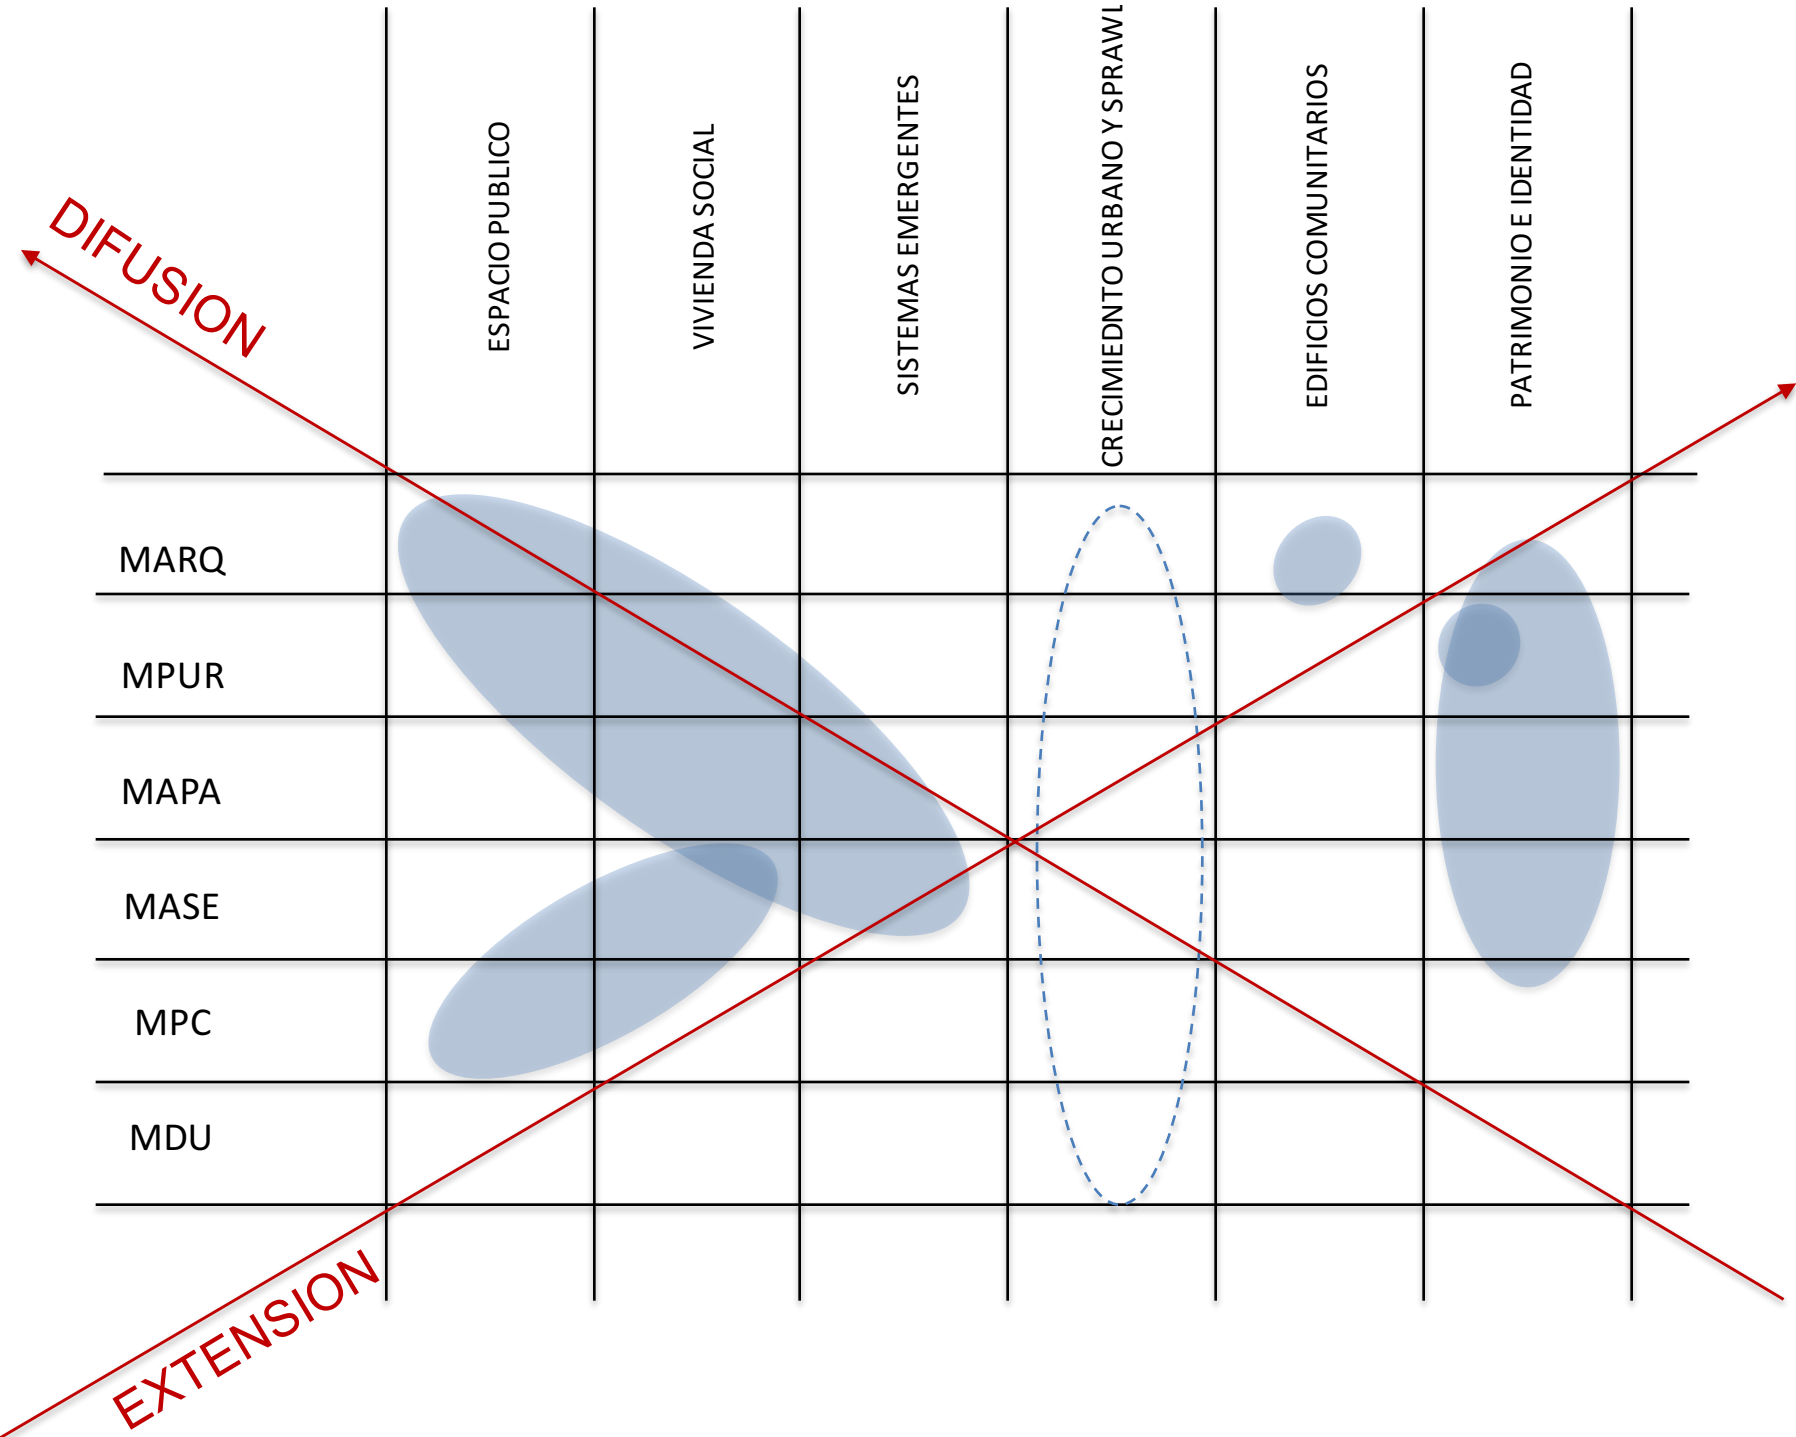 ESPACIO PUBLICO
VIVIENDA SOCIAL
SISTEMAS EMERGENTES
CRECIMIEDNTO URBANO Y SPRAWL
EDIFICIOS COMUNITARIOS
PATRIMONIO E IDENTIDAD
DIFUSION
MARQ
MPUR
MAPA
MASE
MPC
MDU
EXTENSION